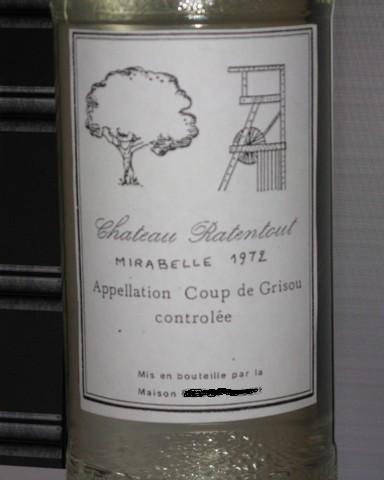 Chateau Ratentout
MIRABELLE 1972
Appellation Coup de Grisou
controlée
Mis en bouteille par la
Maison